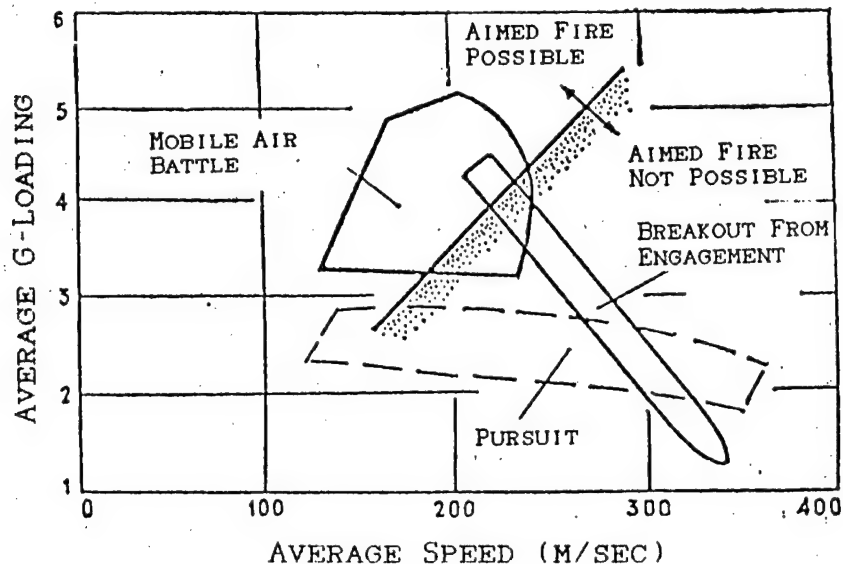 6
5
4
3
2
1
AVERAGE G-LOADING
AIMED FIRE
POSSIBLE
MOBILE AIR
BATTLE
AIMED FIRE
NOT POSSIBLE
BREAKOUT FROM
ENGAGEMENT
PURSUIT
0
100
200
300
400
AVERAGE SPEED (M/SEC)